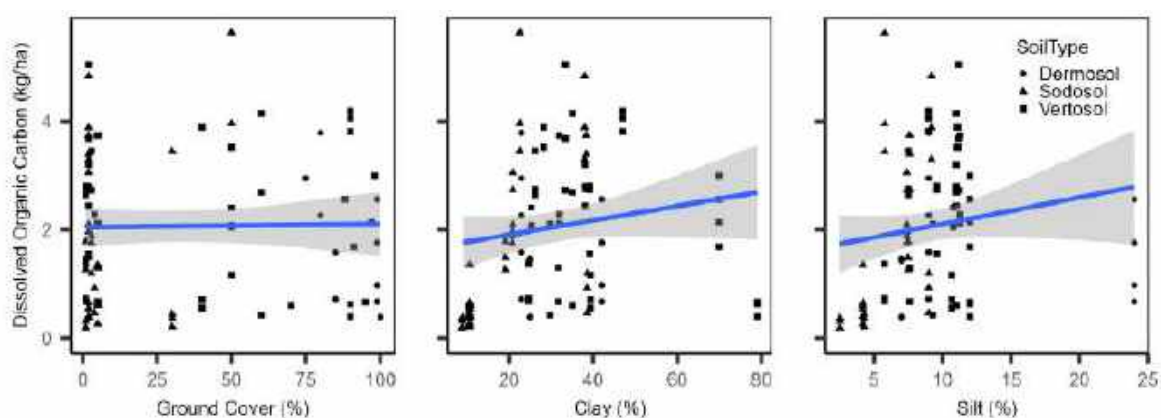 Dissolved Organic Carbon (kg/ha)
4
2
0
0 25 50 75 100
Ground Cover (%)
20 40 60 80
Clay (%)
SoilType
Dermosol
Sodosol
Vertosol
5 10 15 20 25
Silt (%)